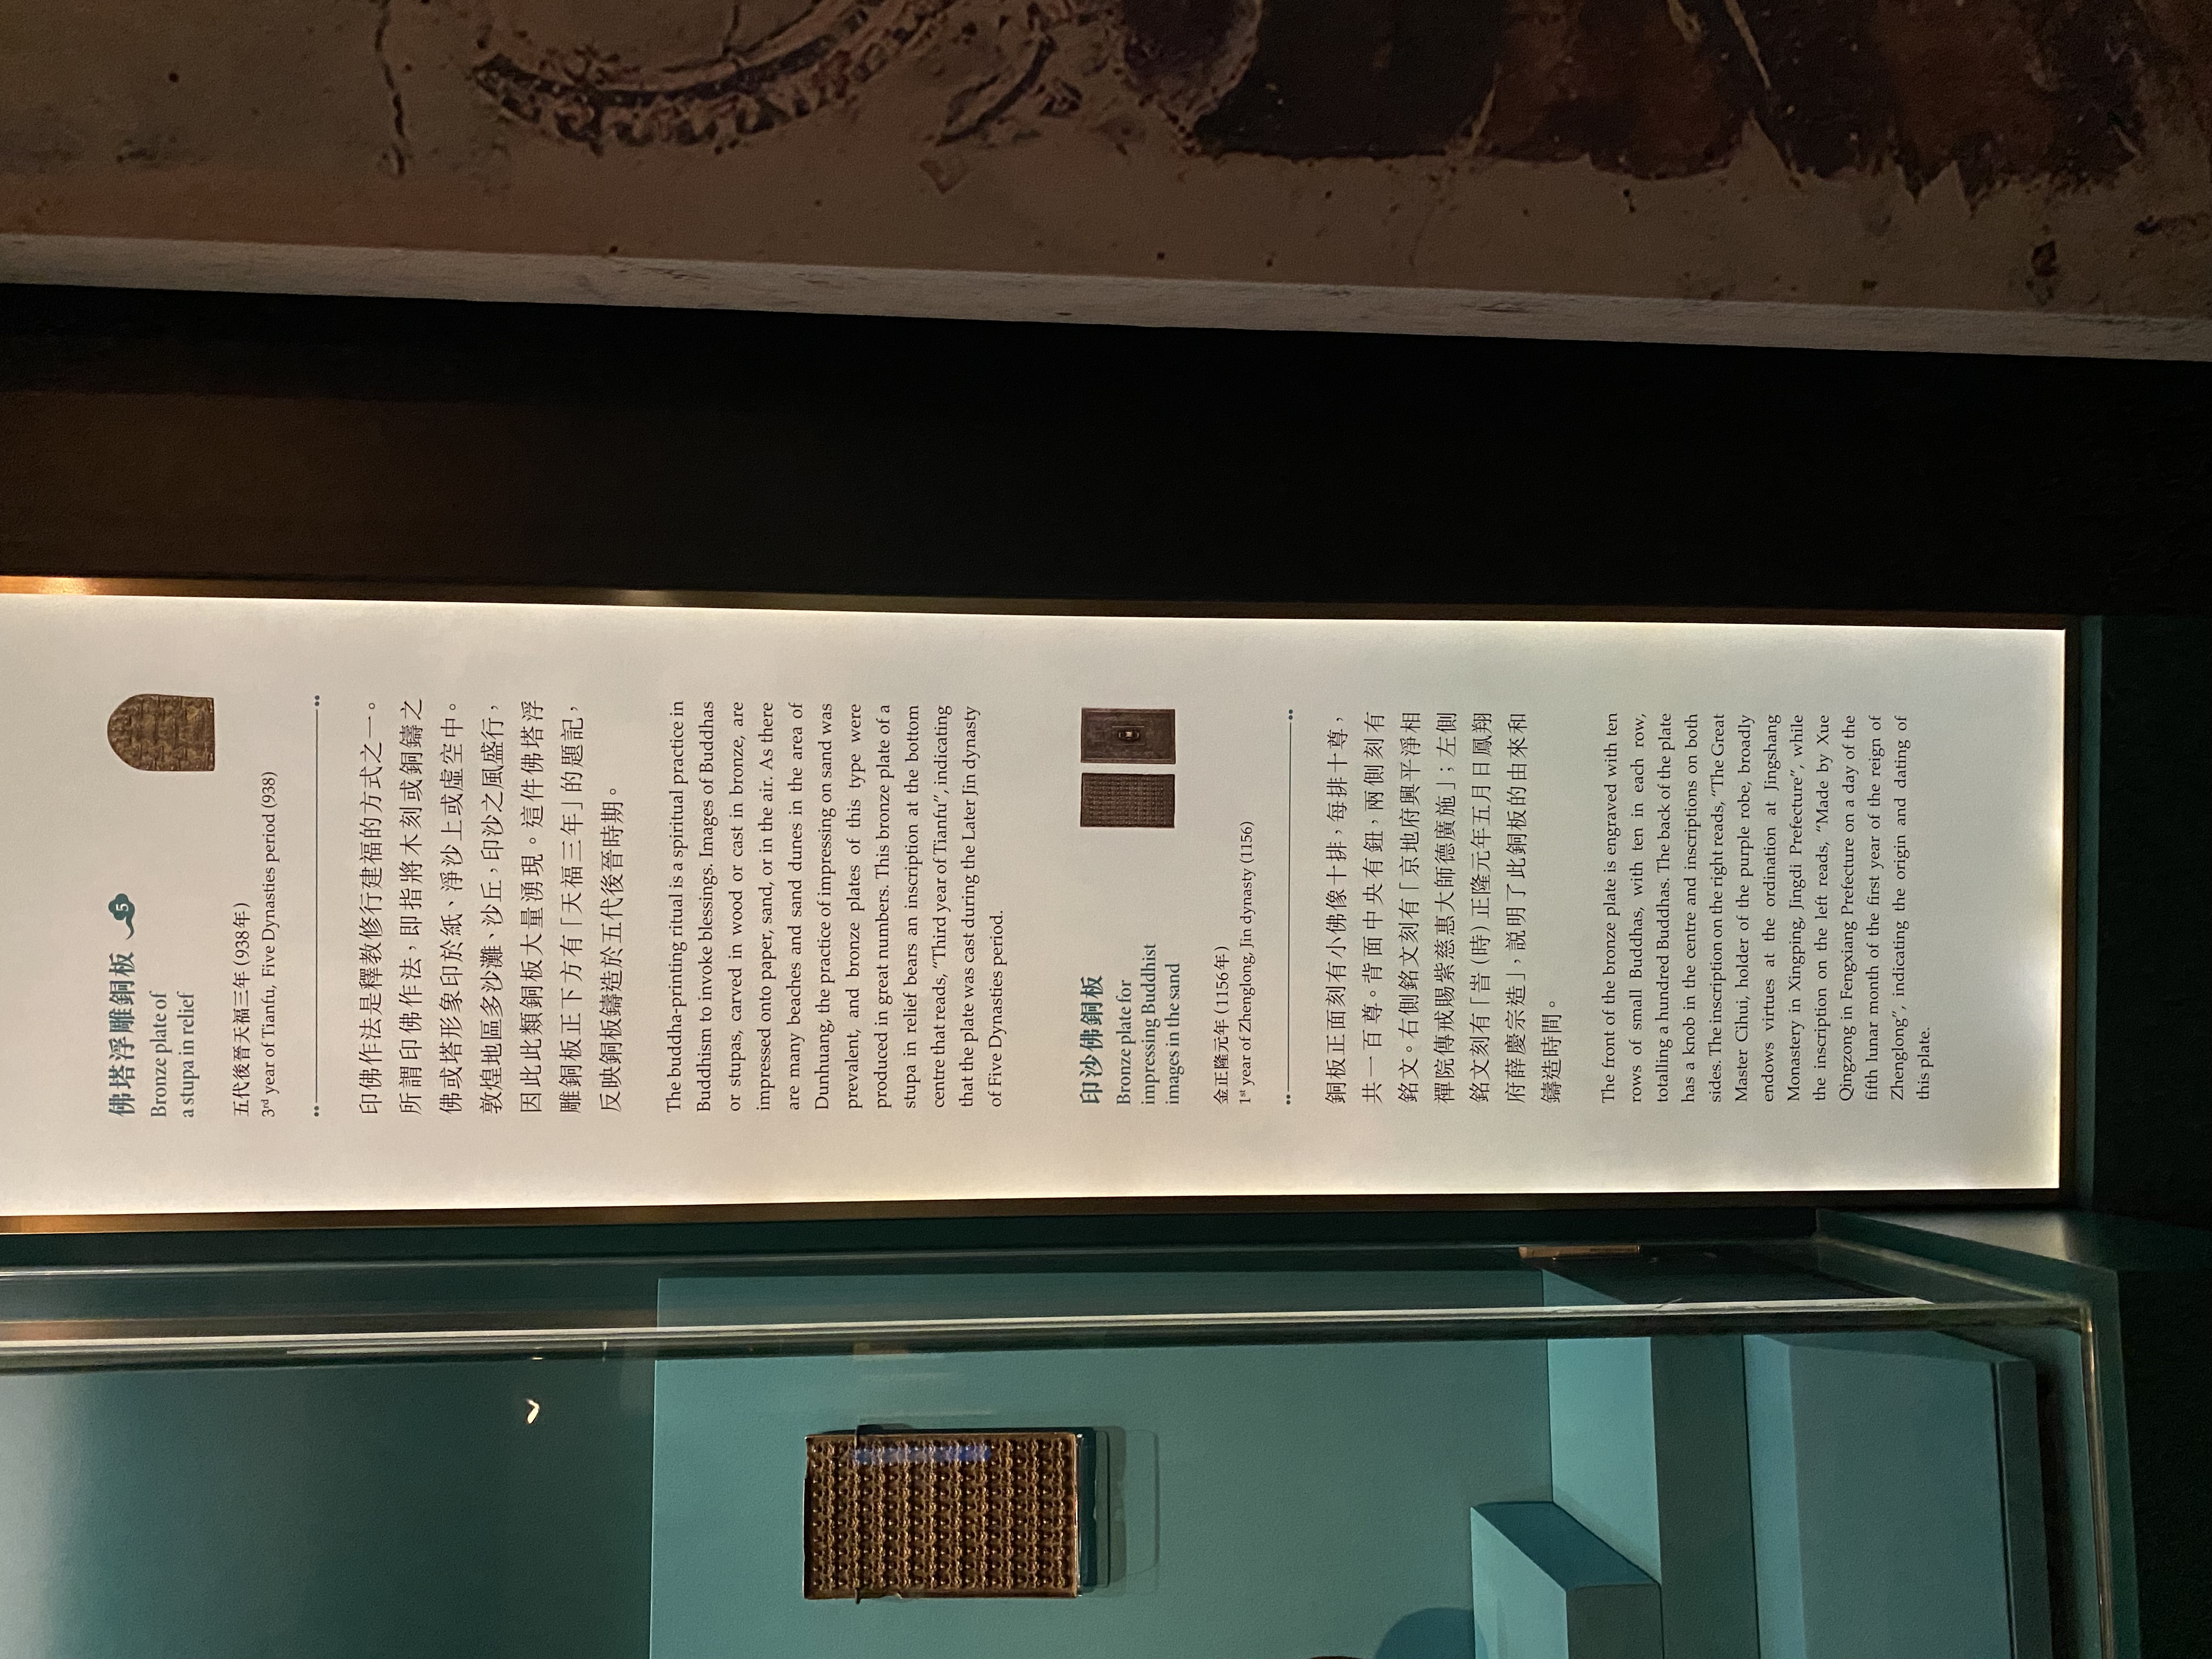 佛塔浮雕銅板 5
Bronze plate of
a stupa in relief
五代後晉天福三年 (938年)
3rd year of Tianfu, Five Dynasties period (938)
印佛作法是釋教修行建福的方式之一。
所謂印佛作法，即指將木刻或銅鑄之
佛或塔形象印於紙、淨沙上或虛空中。
敦煌地區多沙灘、沙丘，印沙之風盛行，
因此此類銅板大量湧現。這件佛塔浮
雕銅板正下方有「天福三年」的題記，
反映銅板鑄造於五代後晉時期。
The buddha-printing ritual is a spiritual practice in
Buddhism to invoke blessings. Images of Buddhas
or stupas, carved in wood or cast in bronze, are
impressed onto paper, sand, or in the air. As there
are many beaches and sand dunes in the area of
Dunhuang, the practice of impressing on sand was
prevalent, and bronze plates of this type were
produced in great numbers. This bronze plate of a
stupa in relief bears an inscription at the bottom
centre that reads, “Third year of Tianfu”, indicating
that the plate was cast during the Later Jin dynasty
of Five Dynasties period.
印沙佛銅板
Bronze plate for
impressing Buddhist
images in the sand
金正隆元年 (1156年)
1st year of Zhenglong, Jin dynasty (1156)
銅板正面刻有小佛像十排，每排十尊，
共一百尊。背面中央有鈕，兩側刻有
銘文。右側銘文刻有「京地府興平淨相
禪院傳戒賜紫慈惠大師德廣施」；左側
銘文刻有「旹 (時) 正隆元年五月日鳳翔
府薛慶宗造」，說明了此銅板的由來和
鑄造時間。
The front of the bronze plate is engraved with ten
rows of small Buddhas, with ten in each row,
totalling a hundred Buddhas. The back of the plate
has a knob in the centre and inscriptions on both
sides. The inscription on the right reads, “The Great
Master Cihui, holder of the purple robe, broadly
endows virtues at the ordination at Jingshang
Monastery in Xingping, Jingdi Prefecture”, while
the inscription on the left reads, “Made by Xue
Qingzong in Fengxiang Prefecture on a day of the
fifth lunar month of the first year of the reign of
Zhenglong”, indicating the origin and dating of
this plate.